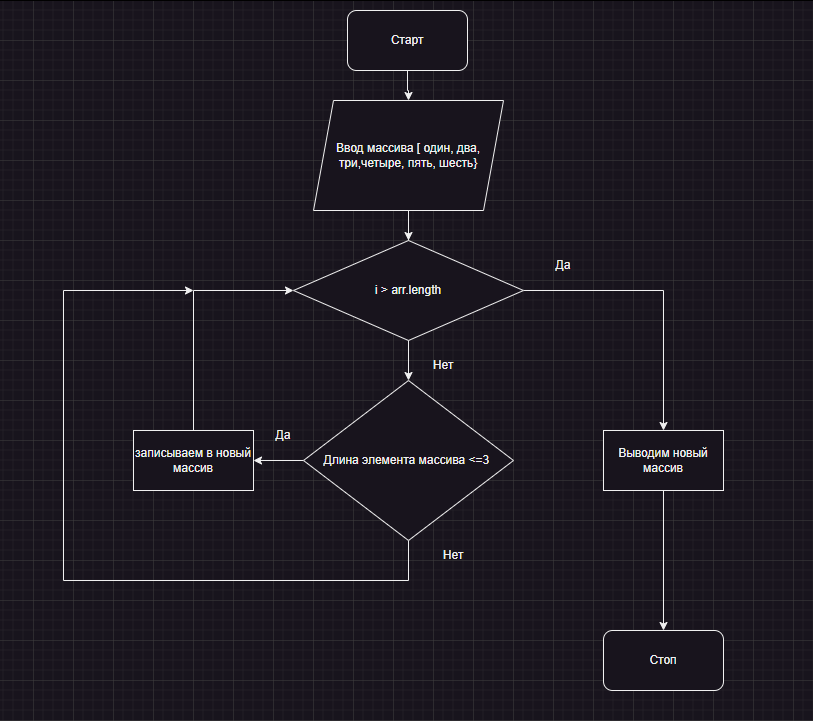 Старт
Ввод массива [ один, два,
три,четыре, пять, шесть}
Да
i > arr.length
Нет
Да
записываем в новый
массив
Длина элемента массива <=3
Выводим новый
массив
Нет
Стоп